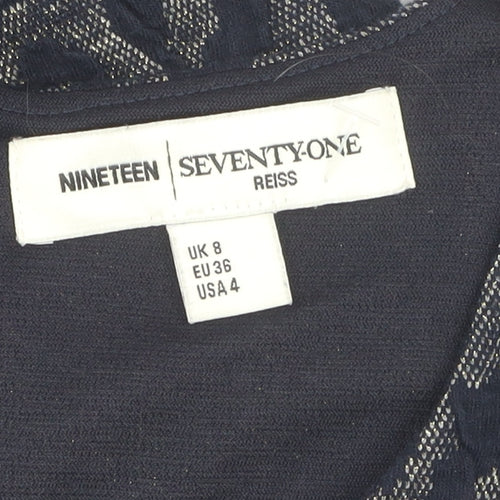 NINETEEN | SEVENTY-ONE
REISS
UK 8
EU 36
USA 4